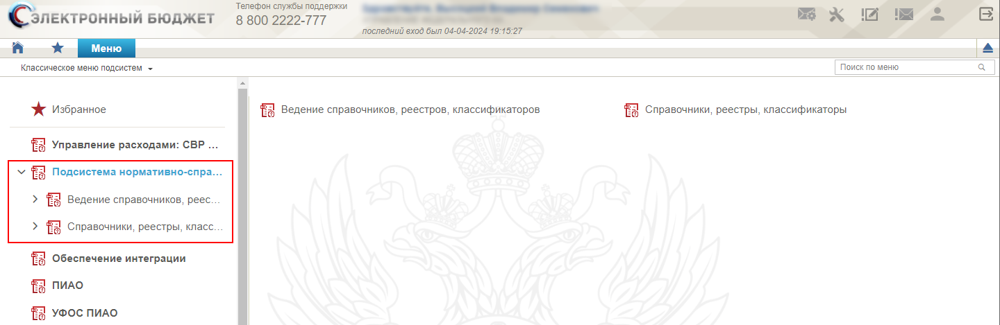 ЭЛЕКТРОННЫЙ БЮДЖЕТ
Телефон службы поддержки
8 800 2222-777
последний вход был 04-04-2024 19:15:27
Меню
Классическое меню подсистем
Поиск по меню
Избранное
Управление расходами: СВР ...
Подсистема нормативно-спра...
Ведение справочников, реес...
Справочники, реестры, класс...
Обеспечение интеграции
ПИАО
УФОС ПИАО
Ведение справочников, реестров, классификаторов
Справочники, реестры, классификаторы